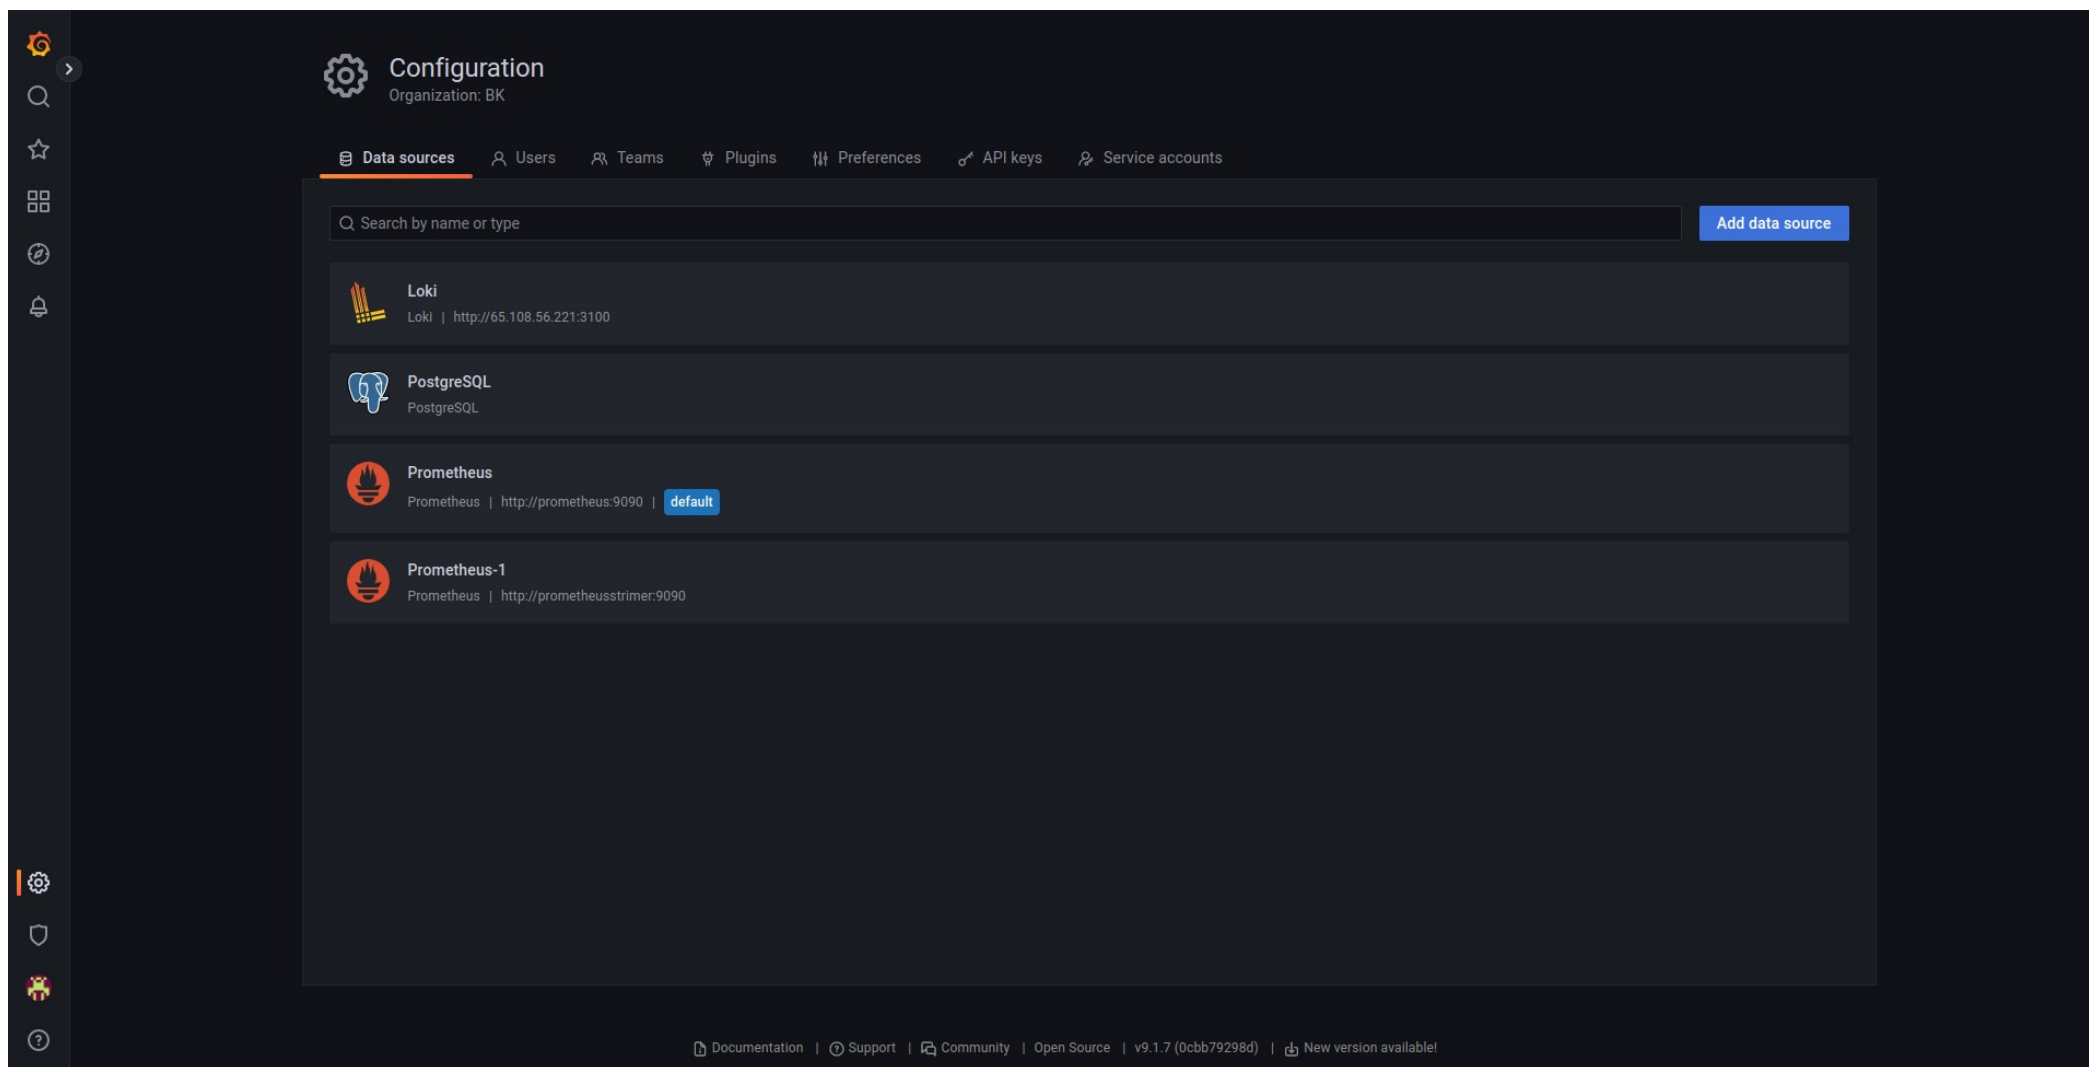 Configuration
Organization: BK
Data sources Users Teams Plugins Preferences API keys Service accounts
Search by name or type Add data source
Loki
Loki | http://65.108.56.221:3100
PostgreSQL
PostgreSQL
Prometheus
Prometheus | http://prometheus:9090 | default
Prometheus-1
Prometheus | http://prometheusstrimer:9090
Documentation | Support | Community | Open Source | v9.1.7 (0cbb79298d) | New version available!